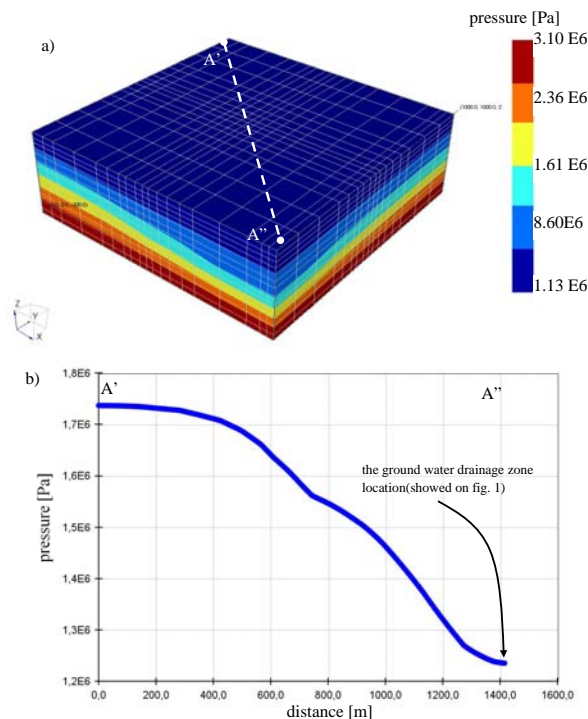 pressure [Pa]
a)
3.10 E6
A’
2.36 E6
1.61 E6
A”
8.60E6
1.13 E6
Z
Y
X
b)
1,8E6
A’
A”
1,7E6
the ground water drainage zone
location(showed on fig. 1)
1,6E6
pressure [Pa]
1,5E6
1,4E6
1,3E6
1,2E6
0,0 200,0 400,0 600,0 800,0 1000,0 1200,0 1400,0 1600,0
distance [m]